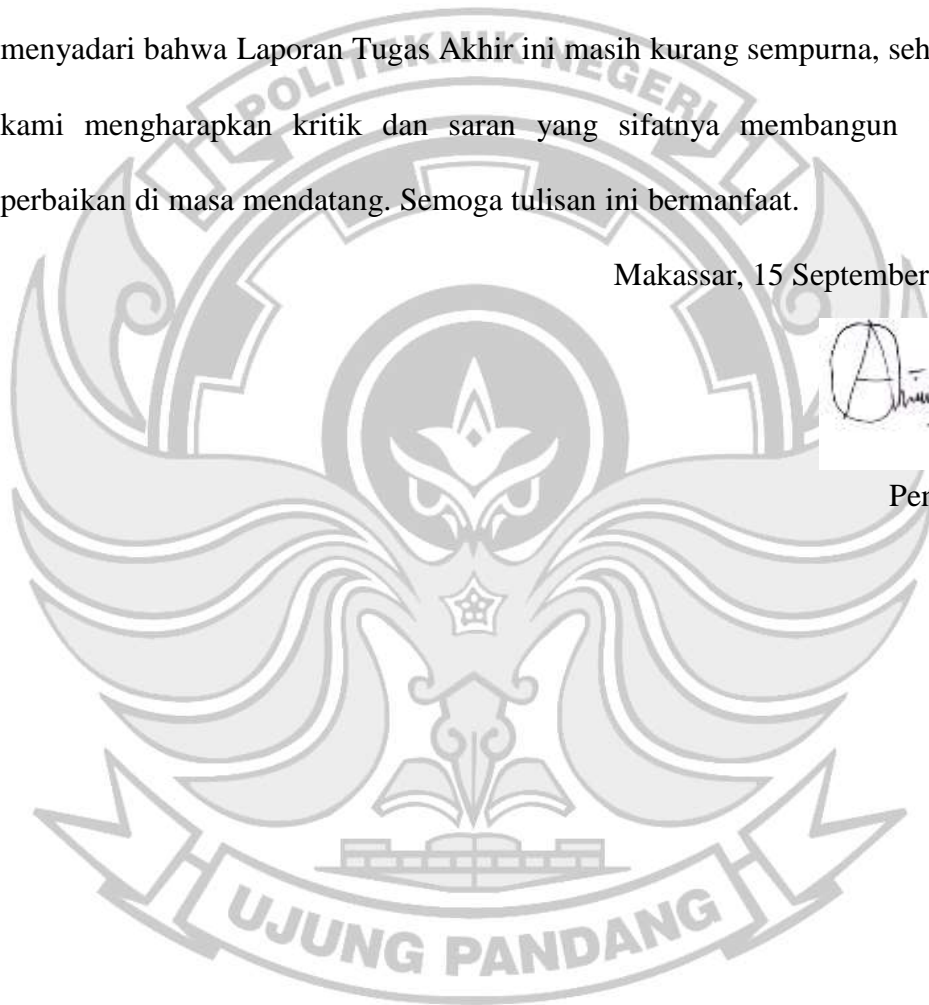 menyadari bahwa Laporan Tugas Akhir ini masih kurang sempurna, seh
POLITEKNIK NEGERI
kami mengharapkan kritik dan saran yang sifatnya membangun
perbaikan di masa mendatang. Semoga tulisan ini bermanfaat.
Makassar, 15 September
Pen
UJUNG PANDANG